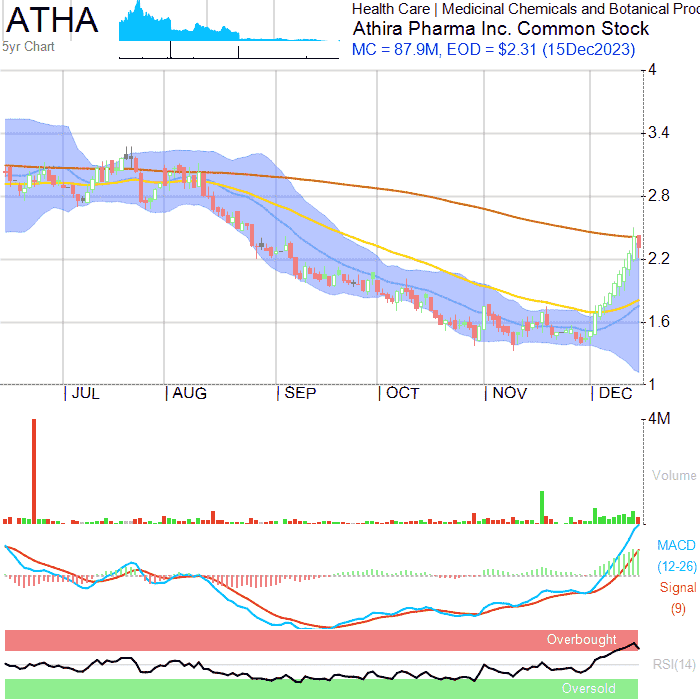 ATHA
5yr Chart
Health Care | Medicinal Chemicals and Botanical Proc
Athira Pharma Inc. Common Stock
MC = 87.9M, EOD = $2.31 (15Dec2023)
4
3.4
2.8
2.2
1.6
1
JUL AUG SEP OCT NOV DEC
4M
Volume
MACD
(12-26)
Signal
(9)
Overbought
RSI(14)
Oversold